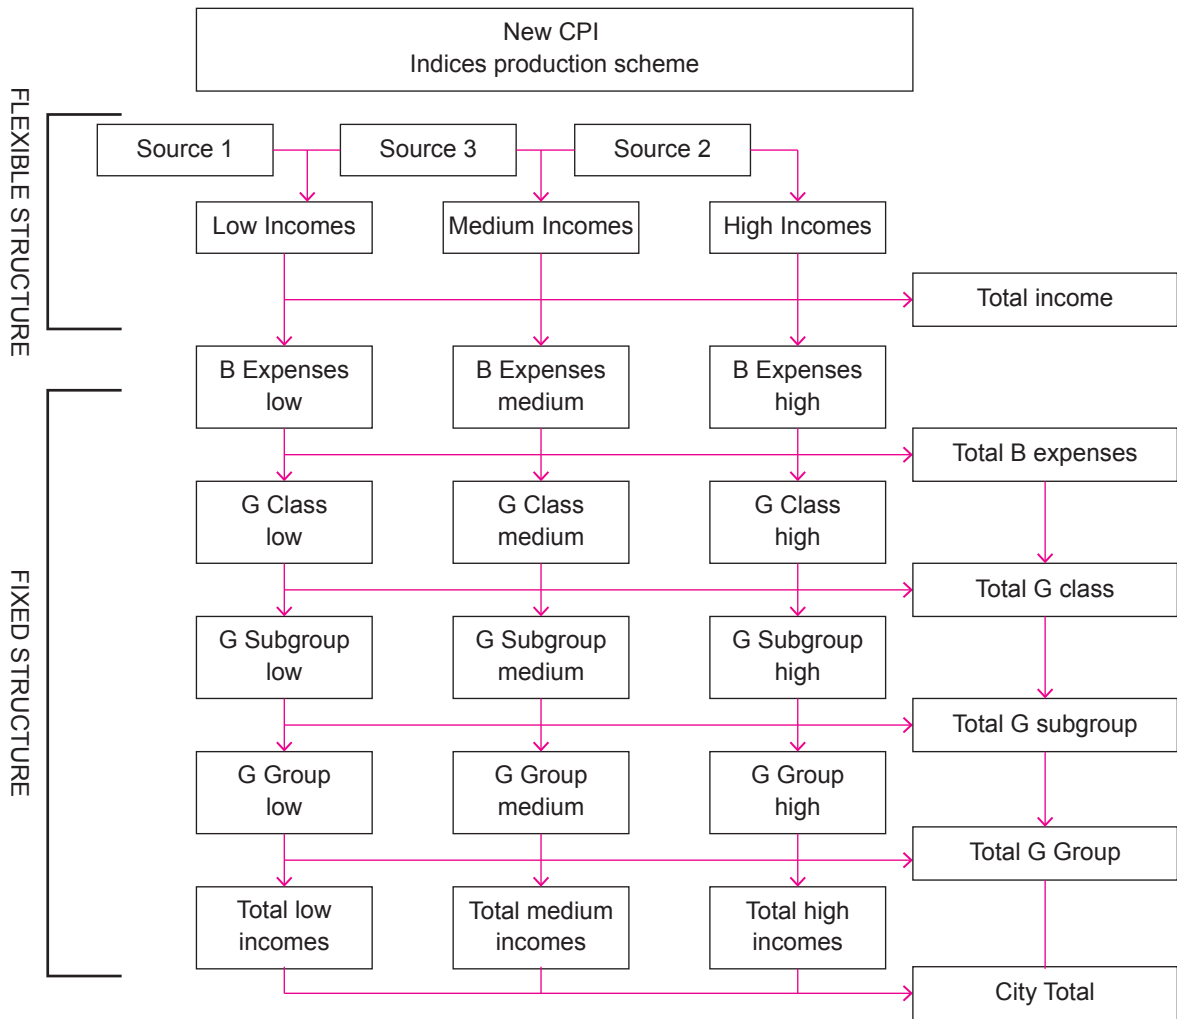 New CPI
Indices production scheme
FLEXIBLE STRUCTURE
Source 1
Source 3
Source 2
Low Incomes
Medium Incomes
High Incomes
Total income
B Expenses
low
B Expenses
medium
B Expenses
high
Total B expenses
FIXED STRUCTURE
G Class
low
G Class
medium
G Class
high
Total G class
G Subgroup
low
G Subgroup
medium
G Subgroup
high
Total G subgroup
G Group
low
G Group
medium
G Group
high
Total G Group
Total low
incomes
Total medium
incomes
Total high
incomes
City Total